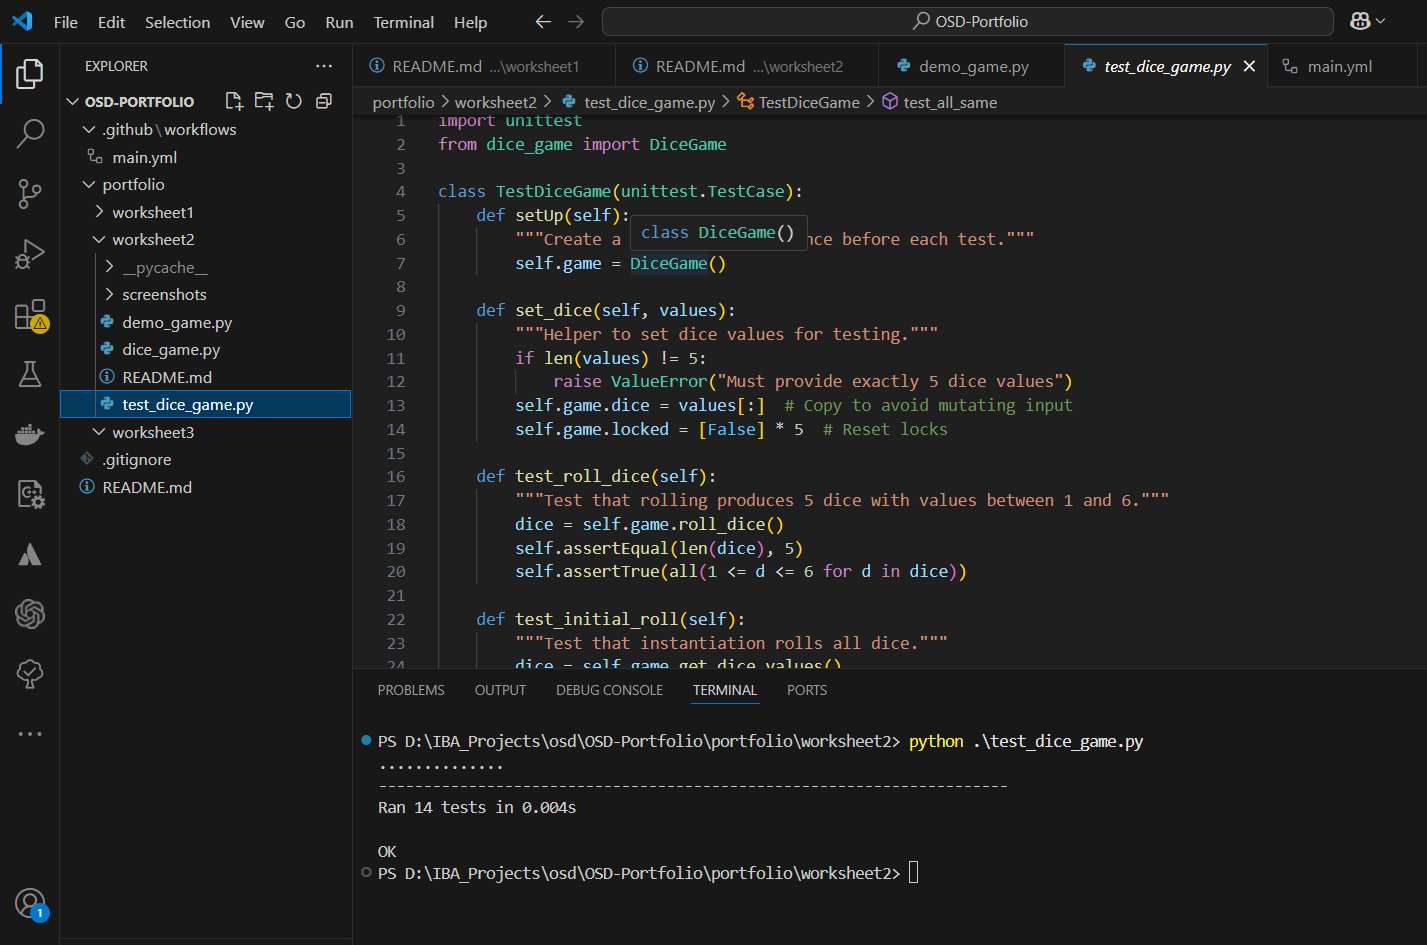 File Edit Selection View Go Run Terminal Help
OSD-Portfolio
EXPLORER
OSD-PORTFOLIO
.github\workflows
main.yml
portfolio
worksheet1
worksheet2
__pycache__
screenshots
demo_game.py
dice_game.py
README.md
test_dice_game.py
worksheet3
.gitignore
README.md
1
README.md ...\worksheet1
README.md ...\worksheet2
demo_game.py
test_dice_game.py
main.yml
portfolio > worksheet2 > test_dice_game.py > TestDiceGame > test_all_same
1 import unittest
2 from dice_game import DiceGame
3
4 class TestDiceGame(unittest.TestCase):
5 def setUp(self):
class DiceGame()
6 """Create a nce before each test."""
7 self.game = DiceGame()
8
9 def set_dice(self, values):
10 """Helper to set dice values for testing."""
11 if len(values) != 5:
12 raise ValueError("Must provide exactly 5 dice values")
13 self.game.dice = values[:] # Copy to avoid mutating input
14 self.game.locked = [False] * 5 # Reset locks
15
16 def test_roll_dice(self):
17 """Test that rolling produces 5 dice with values between 1 and 6."""
18 dice = self.game.roll_dice()
19 self.assertEqual(len(dice), 5)
20 self.assertTrue(all(1 <= d <= 6 for d in dice))
21
22 def test_initial_roll(self):
23 """Test that instantiation rolls all dice."""
24 dice = self.game.get_dice_values()
PROBLEMS OUTPUT DEBUG CONSOLE TERMINAL PORTS
PS D:\IBA_Projects\osd\OSD-Portfolio\portfolio\worksheet2> python .\test_dice_game.py
..............
----------------------------------------------------------------------
Ran 14 tests in 0.004s
OK
PS D:\IBA_Projects\osd\OSD-Portfolio\portfolio\worksheet2>